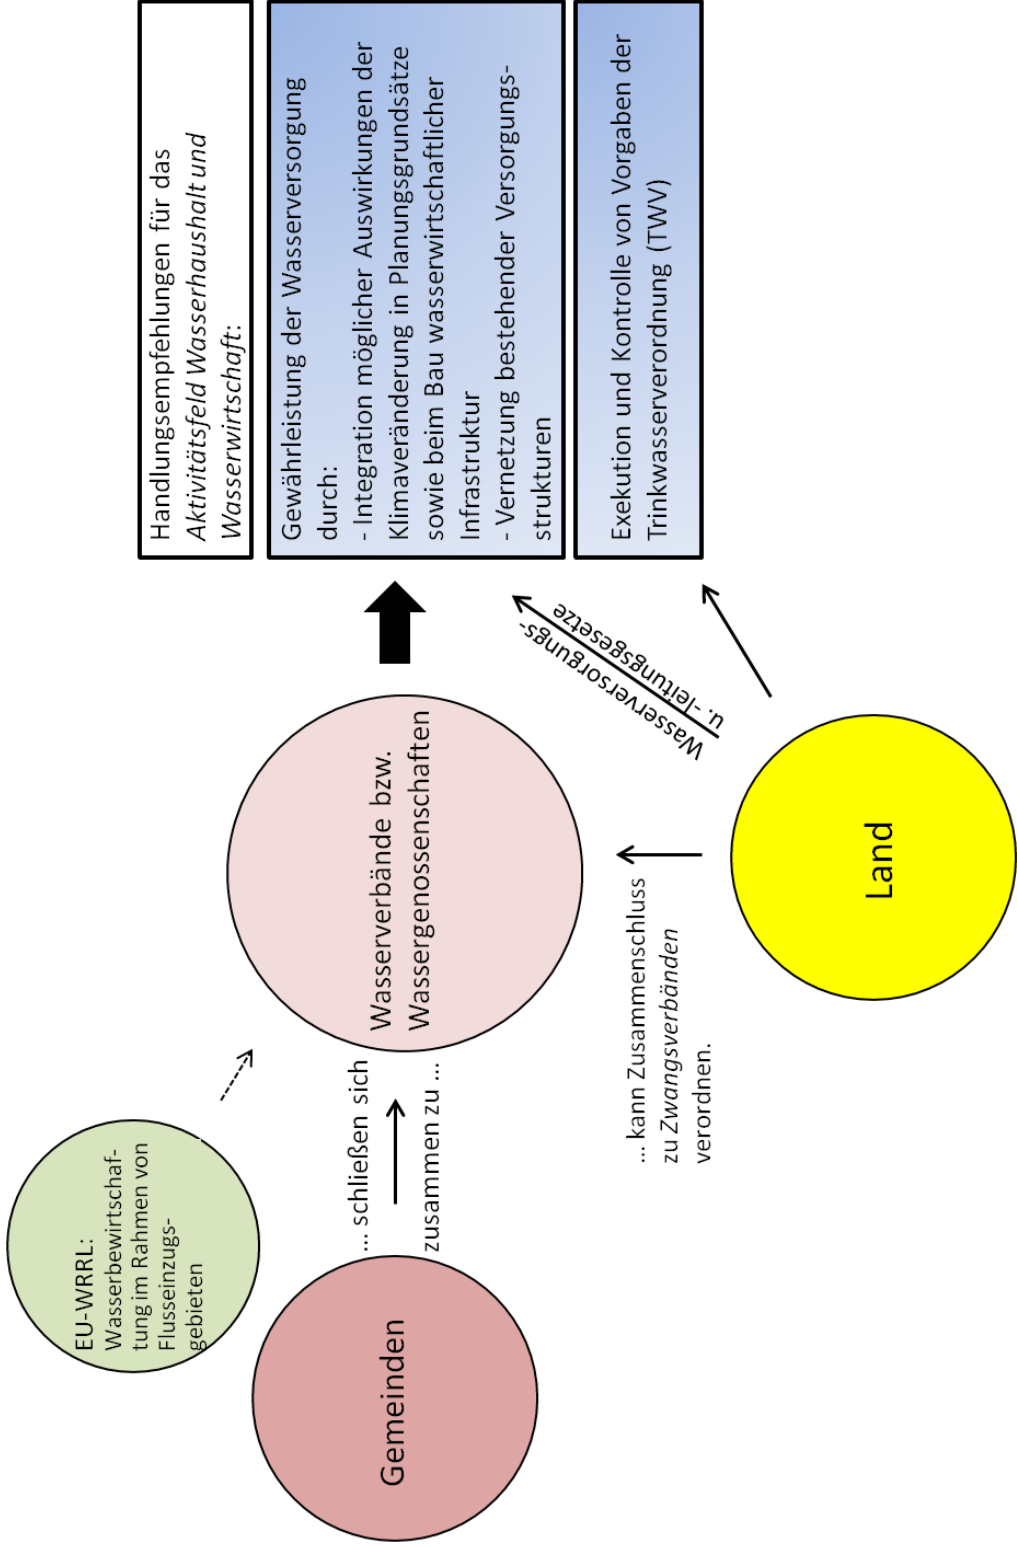 EU-WRRL:
Wasserbewirtschaf-
tung im Rahmen von
Flusseinzugs-
gebieten
Gemeinden
... schließen sich
zusammen zu ...
Wasserverbände bzw.
Wassergenossenschaften
... kann Zusammenschluss
zu Zwangsverbänden
verordnen.
Land
Wasserversorgungs-
u. -leitungsgesetze
Handlungsempfehlungen für das
Aktivitätsfeld Wasserhaushalt und
Wasserwirtschaft:
Gewährleistung der Wasserversorgung
durch:
- Integration möglicher Auswirkungen der
Klimaveränderung in Planungsgrundsätze
sowie beim Bau wasserwirtschaftlicher
Infrastruktur
- Vernetzung bestehender Versorgungs-
strukturen
Exekution und Kontrolle von Vorgaben der
Trinkwasserverordnung (TWV)